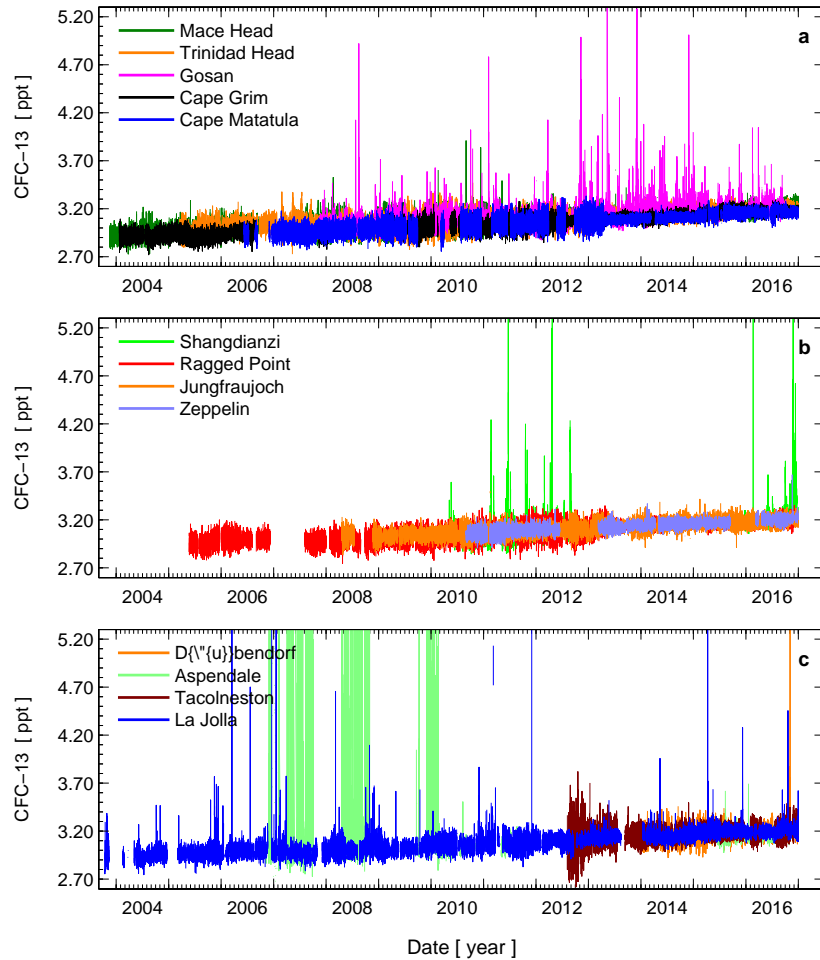 5.20
4.70
4.20
3.70
3.20
2.70
CFC−13 [ ppt ]
Mace Head
Trinidad Head
Gosan
Cape Grim
Cape Matatula
a
2004 2006 2008 2010 2012 2014 2016
5.20
4.70
4.20
3.70
3.20
2.70
CFC−13 [ ppt ]
Shangdianzi
Ragged Point
Jungfraujoch
Zeppelin
b
2004 2006 2008 2010 2012 2014 2016
5.20
4.70
4.20
3.70
3.20
2.70
CFC−13 [ ppt ]
D{\"{u}}bendorf
Aspendale
Tacolneston
La Jolla
c
2004 2006 2008 2010 2012 2014 2016
Date [ year ]